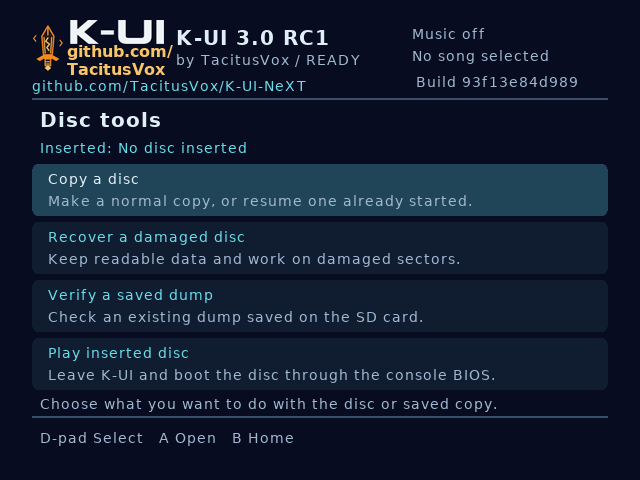 K-UI
github.com/
TacitusVox
K-UI 3.0 RC1
by TacitusVox / READY
github.com/TacitusVox/K-UI-NeXT
Music off
No song selected
Build 93f13e84d989
Disc tools
Inserted: No disc inserted
Copy a disc
Make a normal copy, or resume one already started.
Recover a damaged disc
Keep readable data and work on damaged sectors.
Verify a saved dump
Check an existing dump saved on the SD card.
Play inserted disc
Leave K-UI and boot the disc through the console BIOS.
Choose what you want to do with the disc or saved copy.
D-pad Select A Open B Home